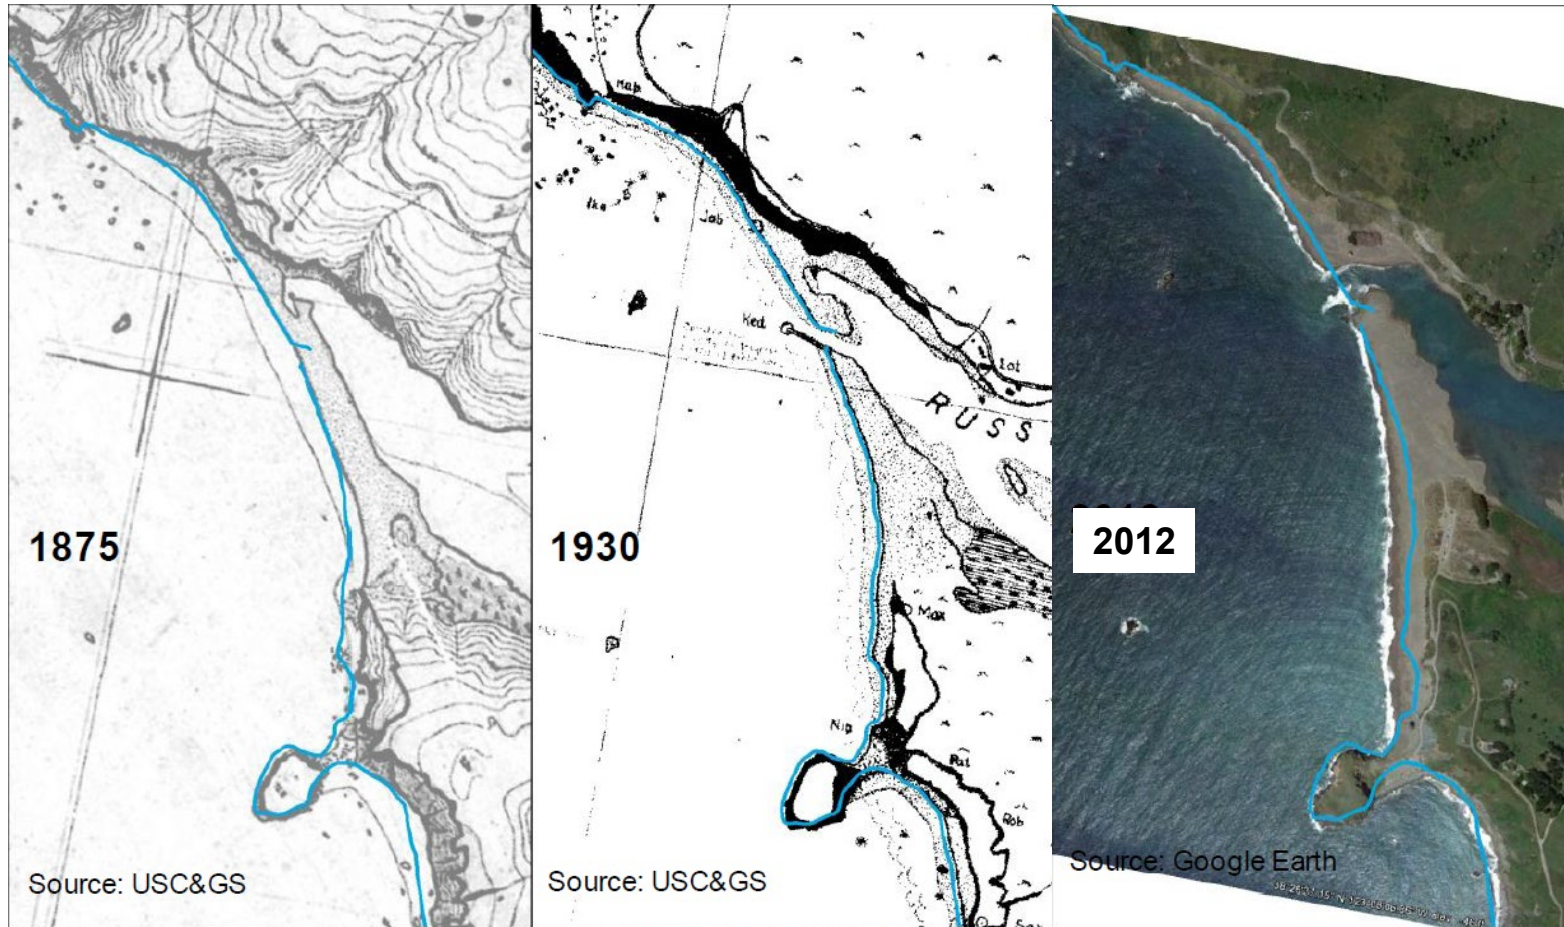 1875
Source: USC&GS
Hap
Job
Ked
Lot
RUSS
1930
Max
Nip
Pat
Rob
Source: USC&GS
2012
Source: Google Earth